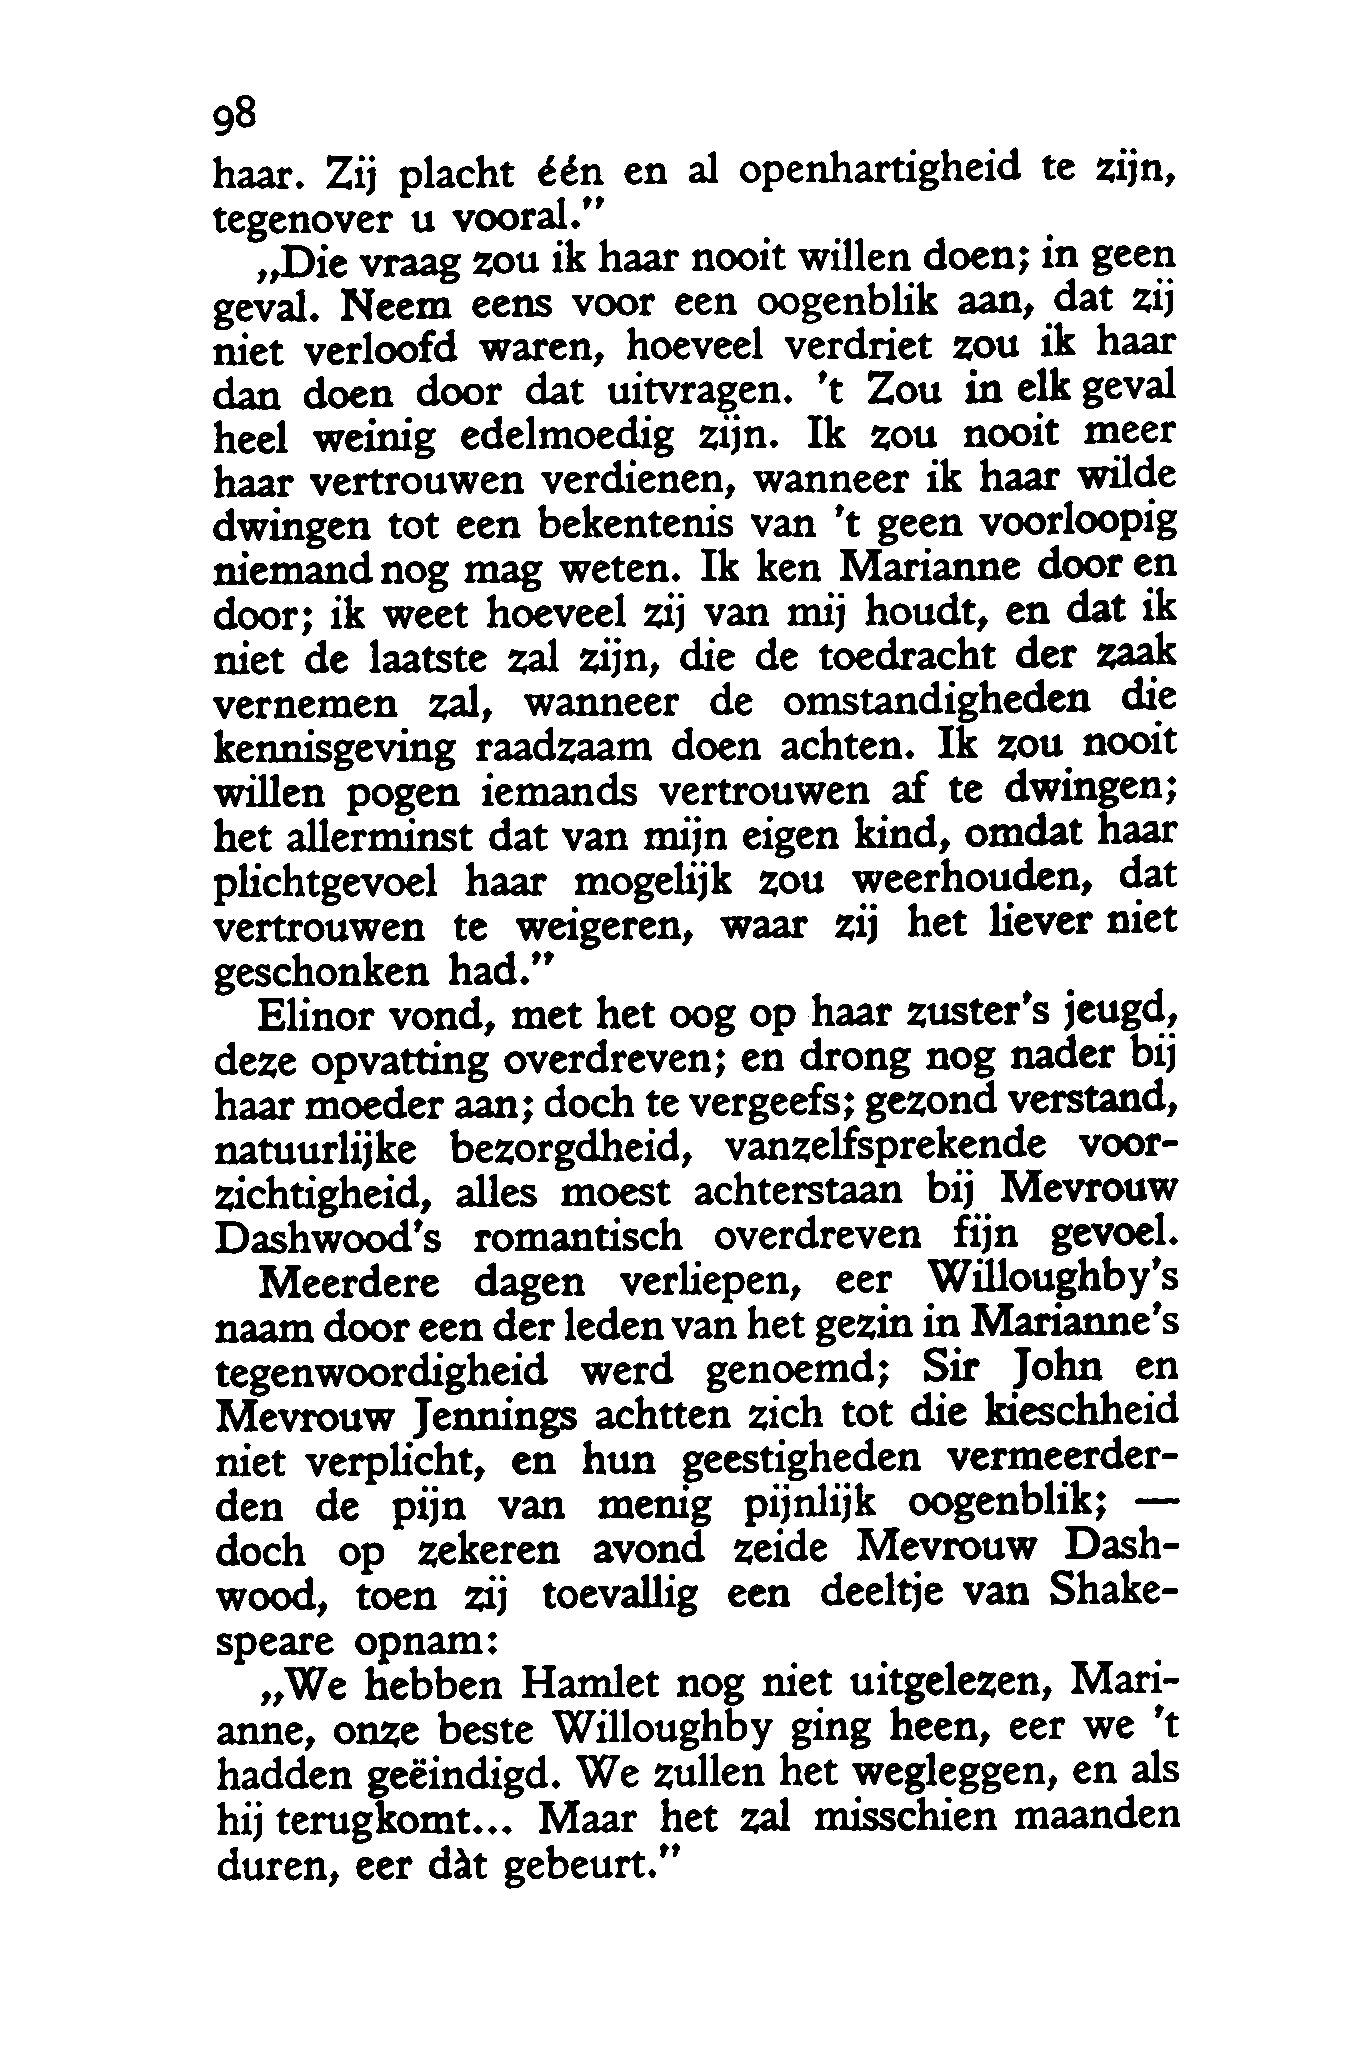 98
haar. Zij placht één en al openhartigheid te zijn,
tegenover u vooral.”
„Die vraag zou ik haar nooit willen doen; in geen
geval. Neem eens voor een oogenblik aan, dat zij
niet verloofd waren, hoeveel verdriet zou ik haar
dan doen door dat uitvragen. 't Zou in elk geval
heel weinig edelmoedig zijn. Ik zou nooit meer
haar vertrouwen verdienen, wanneer ik haar wilde
dwingen tot een bekentenis van 't geen voorloopig
niemand nog mag weten. Ik ken Marianne door en
door; ik weet hoeveel zij van mij houdt, en dat ik
niet de laatste zal zijn, die de toedracht der zaak
vernemen zal, wanneer de omstandigheden die
kennisgeving raadzaam doen achten. Ik zou nooit
willen pogen iemands vertrouwen af te dwingen;
het allerminst dat van mijn eigen kind, omdat haar
plichtgevoel haar mogelijk zou weerhouden, dat
vertrouwen te weigeren, waar zij het liever niet
geschonken had.”
Elinor vond, met het oog op haar zuster's jeugd,
deze opvatting overdreven; en drong nog nader bij
haar moeder aan; doch te vergeefs; gezond verstand,
natuurlijke bezorgdheid, vanzelfsprekende voor-
zichtigheid, alles moest achterstaan bij Mevrouw
Dashwood's romantisch overdreven fijn gevoel.
Meerdere dagen verliepen, eer Willoughby's
naam door een der leden van het gezin in Marianne's
tegenwoordigheid werd genoemd; Sir John en
Mevrouw Jennings achtten zich tot die kieschheid
niet verplicht, en hun geestigheden vermeerder-
den de pijn van menig pijnlijk oogenblik; —
doch op zekeren avond zeide Mevrouw Dash-
wood, toen zij toevallig een deeltje van Shake-
speare opnam:
„We hebben Hamlet nog niet uitgelezen, Mari-
anne, onze beste Willoughby ging heen, eer we 't
hadden geëindigd. We zullen het wegleggen, en als
hij terugkomt... Maar het zal misschien maanden
duren, eer dàt gebeurt.”